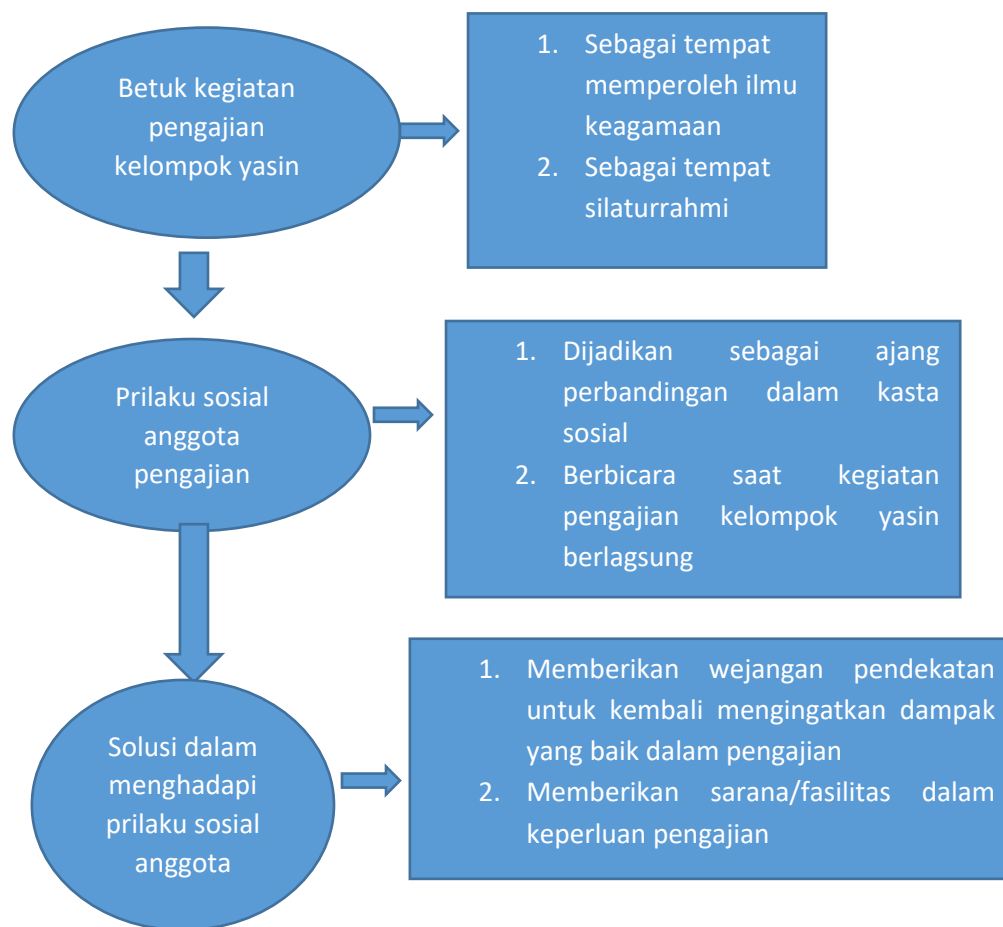 Betuk kegiatan
pengajian
kelompok yasin
1. Sebagai tempat
memperoleh ilmu
keagamaan
2. Sebagai tempat
silaturrahmi
Prilaku sosial
anggota
pengajian
1. Dijadikan sebagai ajang
perbandingan dalam kasta
sosial
2. Berbicara saat kegiatan
pengajian kelompok yasin
berlagsung
Solusi dalam
menghadapi
prilaku sosial
anggota
1. Memberikan wejangan pendekatan
untuk kembali mengingatkan dampak
yang baik dalam pengajian
2. Memberikan sarana/fasilitas dalam
keperluan pengajian